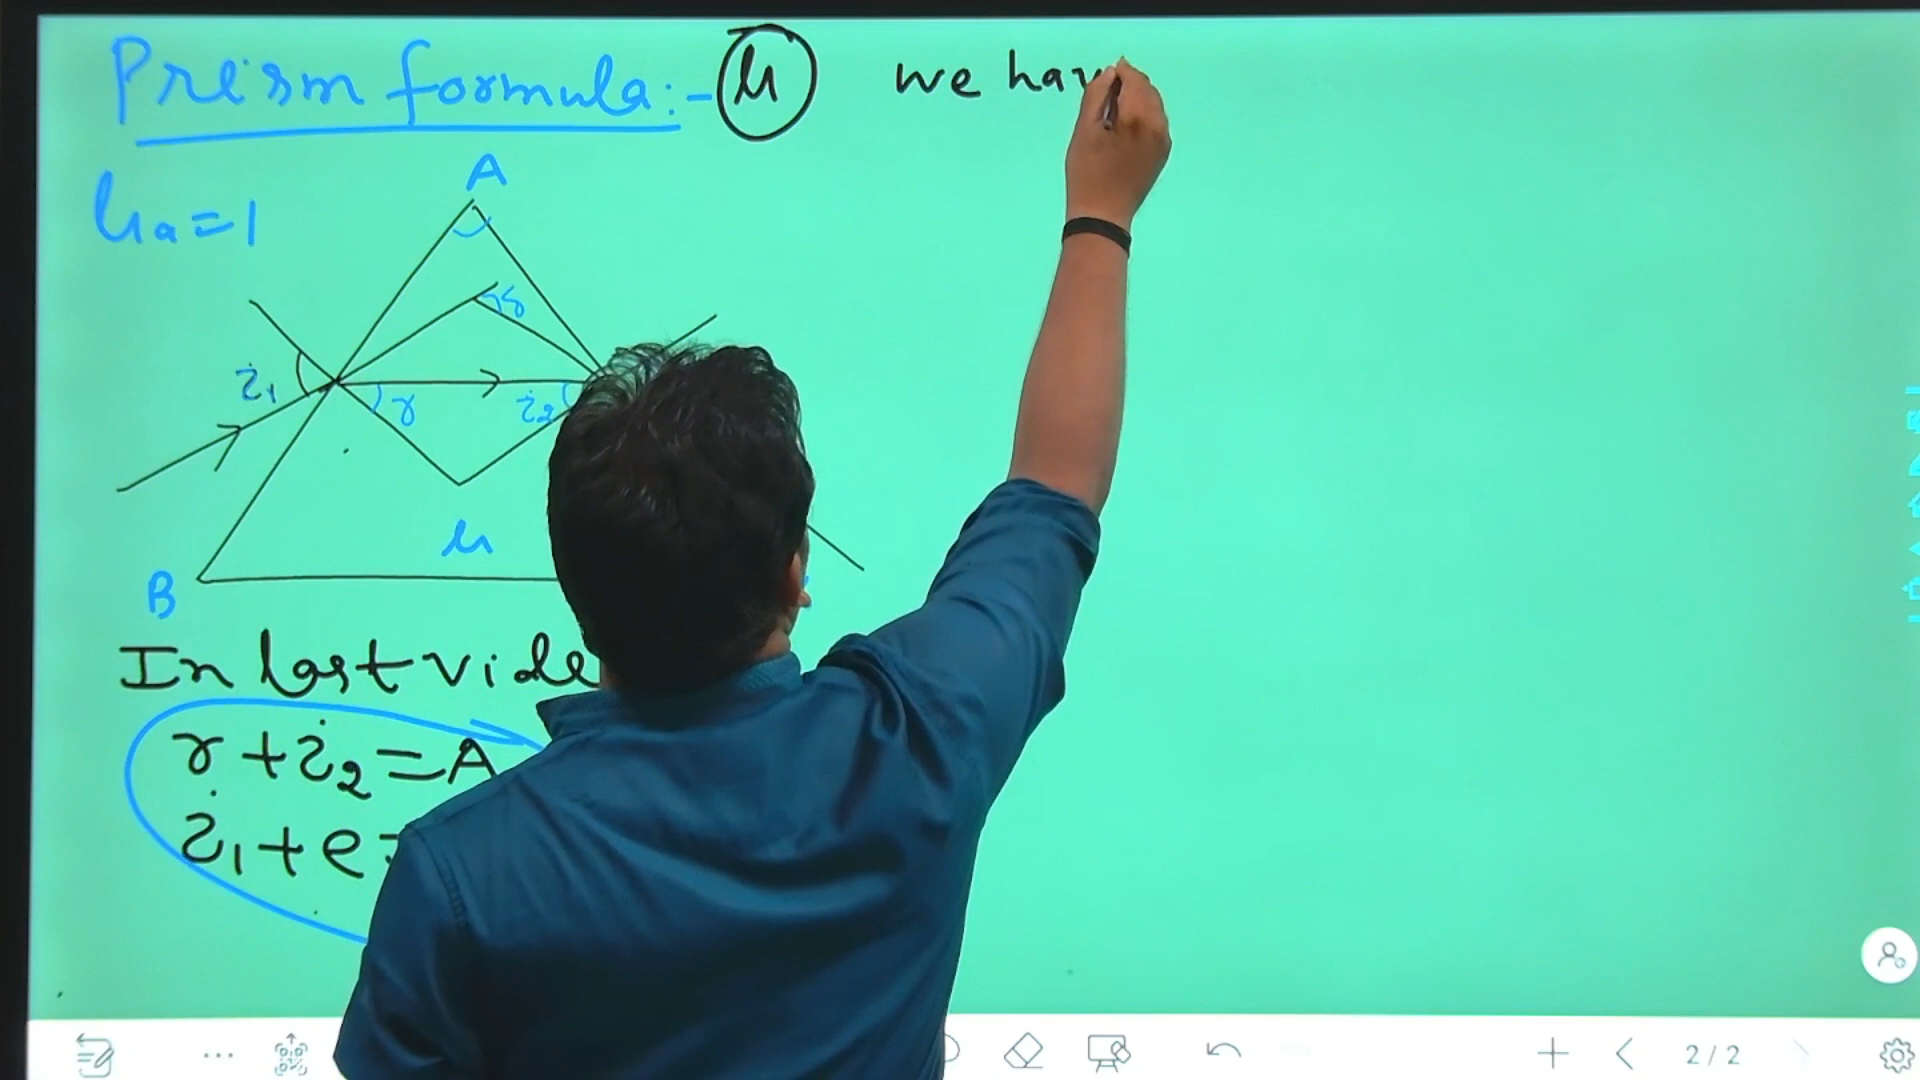 Prism formula:- μ
we hav
μa=1
A
δ
i1
r
i2
μ
B
In last vide
r+i2=A
i1+e=
2/2